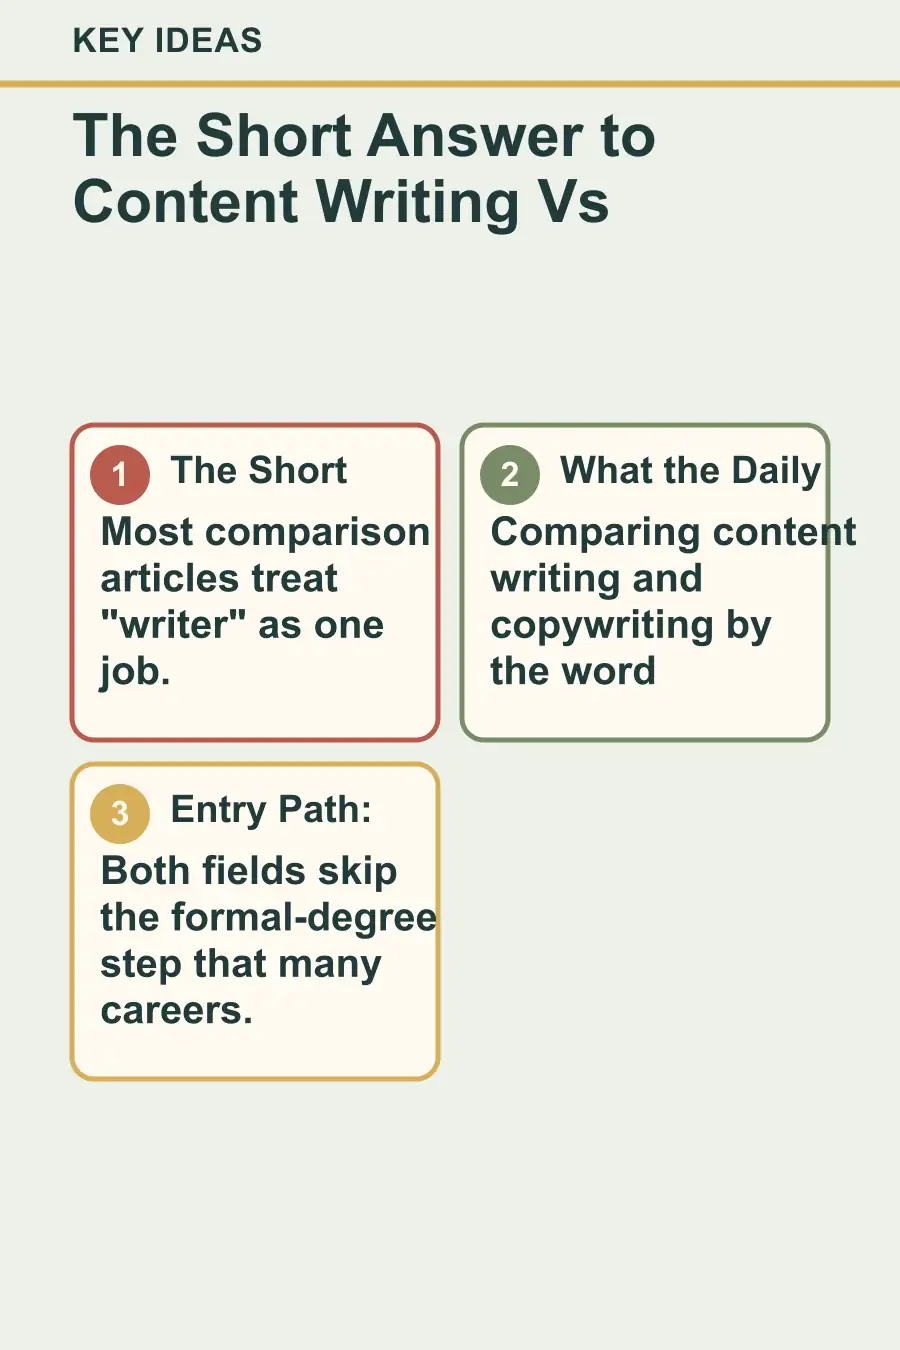 KEY IDEAS
The Short Answer to
Content Writing Vs
1 The Short
Most comparison
articles treat
"writer" as one
job.
2 What the Daily
Comparing content
writing and
copywriting by
the word
3 Entry Path:
Both fields skip
the formal-degree
step that many
careers.